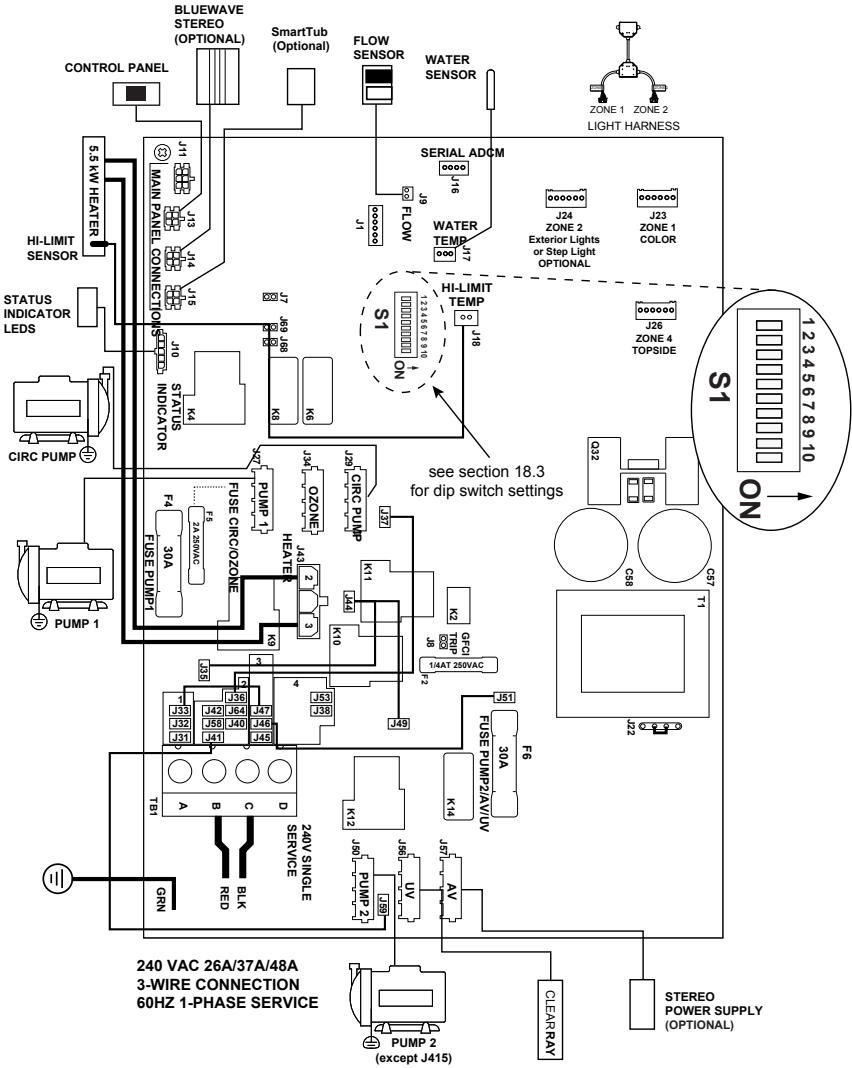 BLUEWAVE
STEREO
(OPTIONAL)
SmartTub
(Optional)
FLOW
SENSOR
WATER
SENSOR
CONTROL PANEL
ZONE 1
ZONE 2
LIGHT HARNESS
5.5 kW HEATER
HI-LIMIT
SENSOR
STATUS
INDICATOR
LEDS
MAIN PANEL CONNECTIONS
J11
J13
J14
J15
J10
STATUS
INDICATOR
SERIAL ADCM
J16
J9
FLOW
J1
WATER
TEMP
J17
HI-LIMIT
TEMP
J18
J24
ZONE 2
Exterior Lights
or Step Light
OPTIONAL
J23
ZONE 1
COLOR
J26
ZONE 4
TOPSIDE
J7
J69
J68
K4
K8
K6
S1
1 2 3 4 5 6 7 8 9 10
ON
S1
1 2 3 4 5 6 7 8 9 10
ON
see section 18.3
for dip switch settings
CIRC PUMP
PUMP 1
F4
30A
FUSE PUMP1
F5
2A 250VAC
FUSE CIRC/OZONE
J27
PUMP 1
J34
OZONE
J29
CIRC PUMP
J37
J43
HEATER
2
3
K9
K11
J44
K10
K2
GFCI
TRIP
J8
1/4AT 250VAC
F2
Q32
C58
C57
T1
J22
J35
1
2
3
4
J33
J32
J31
J42
J58
J41
J36
J64
J40
J47
J46
J45
J53
J38
J49
J51
F6
30A
FUSE PUMP2/AV/UV
K12
K14
TB1
A
B
C
D
240V SINGLE
SERVICE
RED
BLK
GRN
J50
PUMP 2
J59
J56
UV
J57
AV
240 VAC 26A/37A/48A
3-WIRE CONNECTION
60HZ 1-PHASE SERVICE
PUMP 2
(except J415)
CLEARRAY
STEREO
POWER SUPPLY
(OPTIONAL)